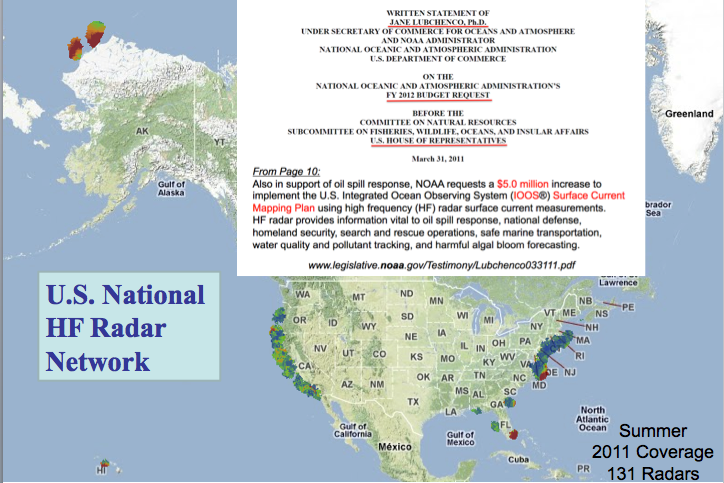 WRITTEN STATEMENT OF
JANE LUBCHENCO, Ph.D.
UNDER SECRETARY OF COMMERCE FOR OCEANS AND ATMOSPHERE
AND NOAA ADMINISTRATOR
NATIONAL OCEANIC AND ATMOSPHERIC ADMINISTRATION
U.S. DEPARTMENT OF COMMERCE
ON THE
NATIONAL OCEANIC AND ATMOSPHERIC ADMINISTRATION'S
FY 2012 BUDGET REQUEST
BEFORE THE
COMMITTEE ON NATURAL RESOURCES
SUBCOMMITTEE ON FISHERIES, WILDLIFE, OCEANS, AND INSULAR AFFAIRS
U.S. HOUSE OF REPRESENTATIVES
March 31, 2011
From Page 10:
Also in support of oil spill response, NOAA requests a $5.0 million increase to
implement the U.S. Integrated Ocean Observing System (IOOS®) Surface Current
Mapping Plan using high frequency (HF) radar surface current measurements.
HF radar provides information vital to oil spill response, national defense,
homeland security, search and rescue operations, safe marine transportation,
water quality and pollutant tracking, and harmful algal bloom forecasting.
www.legislative.noaa.gov/Testimony/Lubchenco033111.pdf
AK
YT
Gulf of
Alaska
Greenland
brador
Sea
Lawrence
U.S. National
HF Radar
Network
WA
MT
ND
MN
OR
ID
WY
SD
WI
MI
NE
IA
NV
UT
CO
KS
MO
IL
IN
OH
PA
NY
VT
ME
NB
PE
NS
NH
MA
RI
NJ
DE
MD
CA
AZ
NM
OK
AR
TN
KY
WV
VA
NC
SC
TX
LA
MS
AL
GA
FL
Gulf of
California
México
Gulf of
Mexico
Cuba
PR
HI
North
Atlantic
Ocean
Summer
2011 Coverage
131 Radars